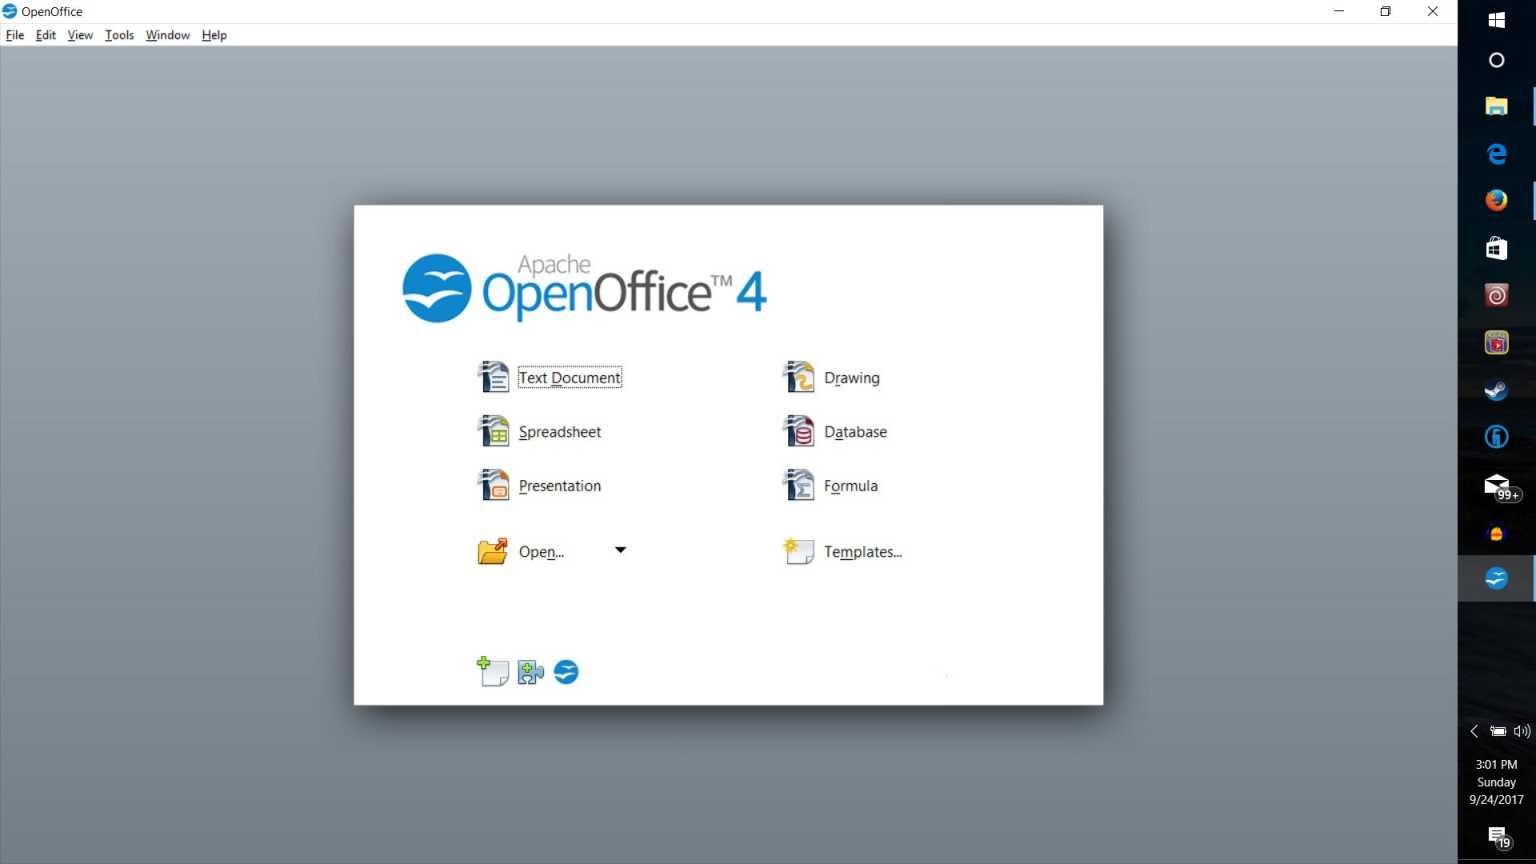 OpenOffice
File Edit View Tools Window Help
Apache
OpenOffice™ 4
Text Document
Drawing
Spreadsheet
Database
Presentation
Formula
Open...
Templates...
99+
3:01 PM
Sunday
9/24/2017
19